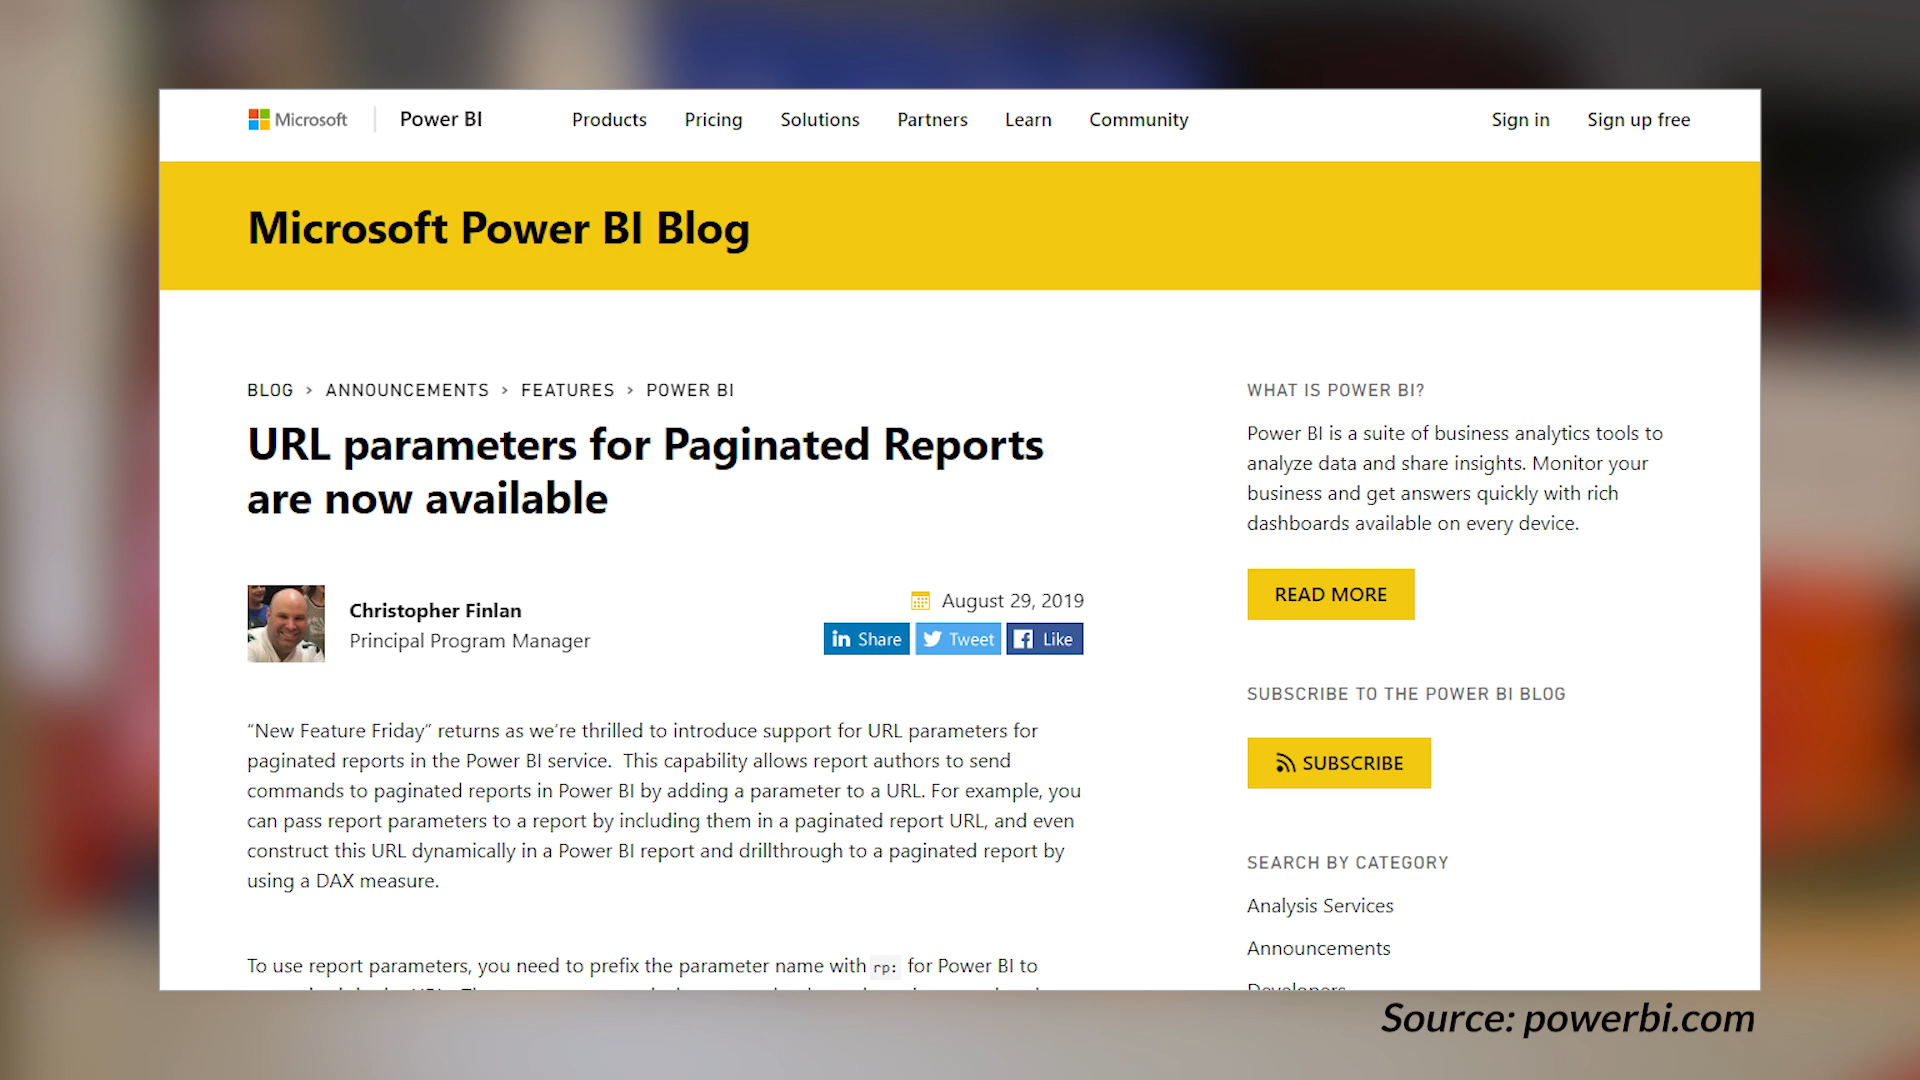 Microsoft Power BI Products Pricing Solutions Partners Learn Community Sign in Sign up free
Microsoft Power BI Blog
BLOG > ANNOUNCEMENTS > FEATURES > POWER BI
URL parameters for Paginated Reports
are now available
Christopher Finlan
Principal Program Manager
August 29, 2019
in Share Tweet Like
“New Feature Friday” returns as we’re thrilled to introduce support for URL parameters for
paginated reports in the Power BI service. This capability allows report authors to send
commands to paginated reports in Power BI by adding a parameter to a URL. For example, you
can pass report parameters to a report by including them in a paginated report URL, and even
construct this URL dynamically in a Power BI report and drillthrough to a paginated report by
using a DAX measure.
To use report parameters, you need to prefix the parameter name with rp: for Power BI to
WHAT IS POWER BI?
Power BI is a suite of business analytics tools to
analyze data and share insights. Monitor your
business and get answers quickly with rich
dashboards available on every device.
READ MORE
SUBSCRIBE TO THE POWER BI BLOG
SUBSCRIBE
SEARCH BY CATEGORY
Analysis Services
Announcements
Developers
Source: powerbi.com